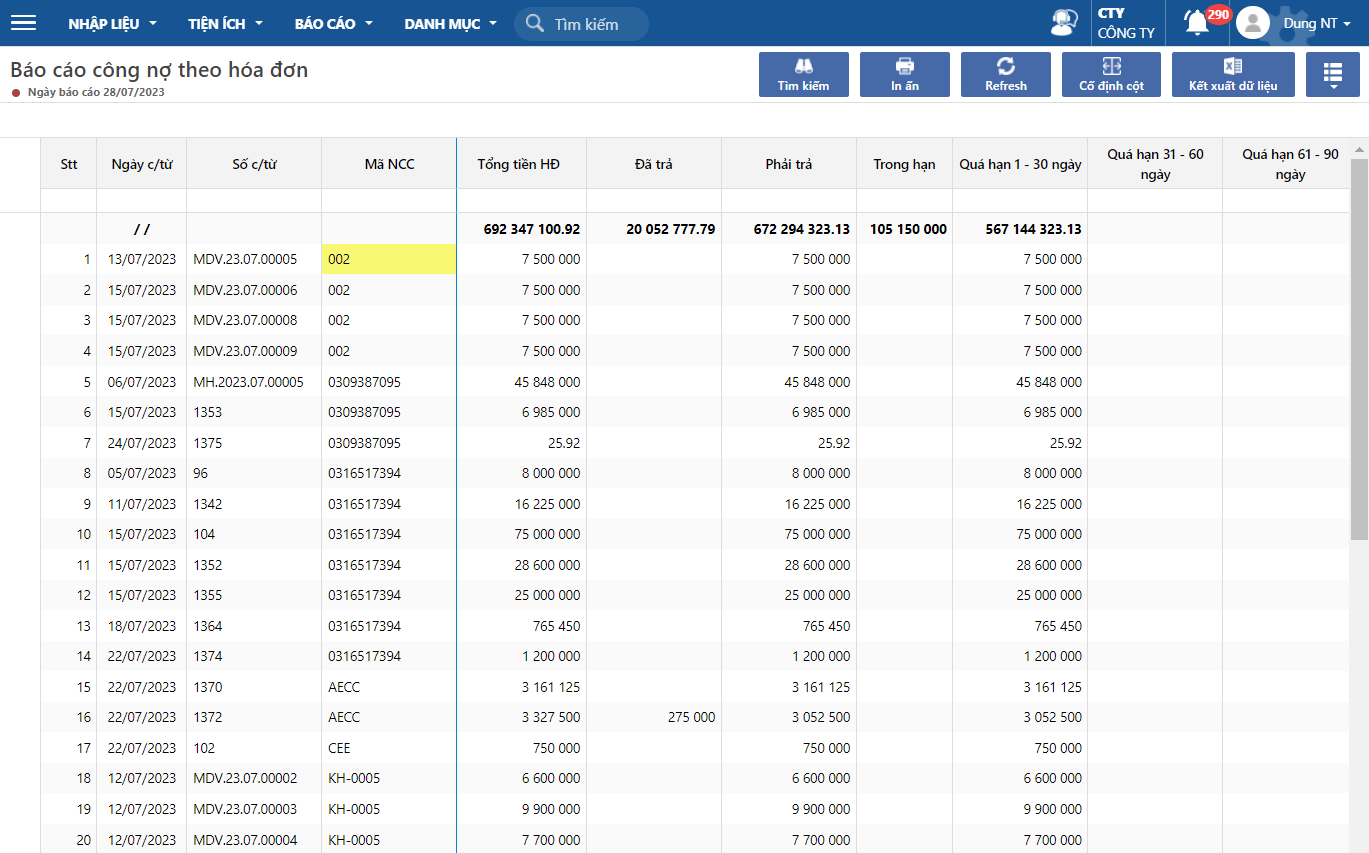 NHẬP LIỆU TIỆN ÍCH BÁO CÁO DANH MỤC Tìm kiếm CTY CÔNG TY 290 Dung NT
Báo cáo công nợ theo hóa đơn
Ngày báo cáo 28/07/2023
Tìm kiếm In ấn Refresh Cố định cột Kết xuất dữ liệu
Stt Ngày c/từ Số c/từ Mã NCC Tổng tiền HĐ Đã trả Phải trả Trong hạn Quá hạn 1 - 30 ngày Quá hạn 31 - 60 ngày Quá hạn 61 - 90 ngày
/ / 692 347 100.92 20 052 777.79 672 294 323.13 105 150 000 567 144 323.13
1 13/07/2023 MDV.23.07.00005 002 7 500 000 7 500 000 7 500 000
2 15/07/2023 MDV.23.07.00006 002 7 500 000 7 500 000 7 500 000
3 15/07/2023 MDV.23.07.00008 002 7 500 000 7 500 000 7 500 000
4 15/07/2023 MDV.23.07.00009 002 7 500 000 7 500 000 7 500 000
5 06/07/2023 MH.2023.07.00005 0309387095 45 848 000 45 848 000 45 848 000
6 15/07/2023 1353 0309387095 6 985 000 6 985 000 6 985 000
7 24/07/2023 1375 0309387095 25.92 25.92 25.92
8 05/07/2023 96 0316517394 8 000 000 8 000 000 8 000 000
9 11/07/2023 1342 0316517394 16 225 000 16 225 000 16 225 000
10 15/07/2023 104 0316517394 75 000 000 75 000 000 75 000 000
11 15/07/2023 1352 0316517394 28 600 000 28 600 000 28 600 000
12 15/07/2023 1355 0316517394 25 000 000 25 000 000 25 000 000
13 18/07/2023 1364 0316517394 765 450 765 450 765 450
14 22/07/2023 1374 0316517394 1 200 000 1 200 000 1 200 000
15 22/07/2023 1370 AECC 3 161 125 3 161 125 3 161 125
16 22/07/2023 1372 AECC 3 327 500 275 000 3 052 500 3 052 500
17 22/07/2023 102 CEE 750 000 750 000 750 000
18 12/07/2023 MDV.23.07.00002 KH-0005 6 600 000 6 600 000 6 600 000
19 12/07/2023 MDV.23.07.00003 KH-0005 9 900 000 9 900 000 9 900 000
20 12/07/2023 MDV.23.07.00004 KH-0005 7 700 000 7 700 000 7 700 000